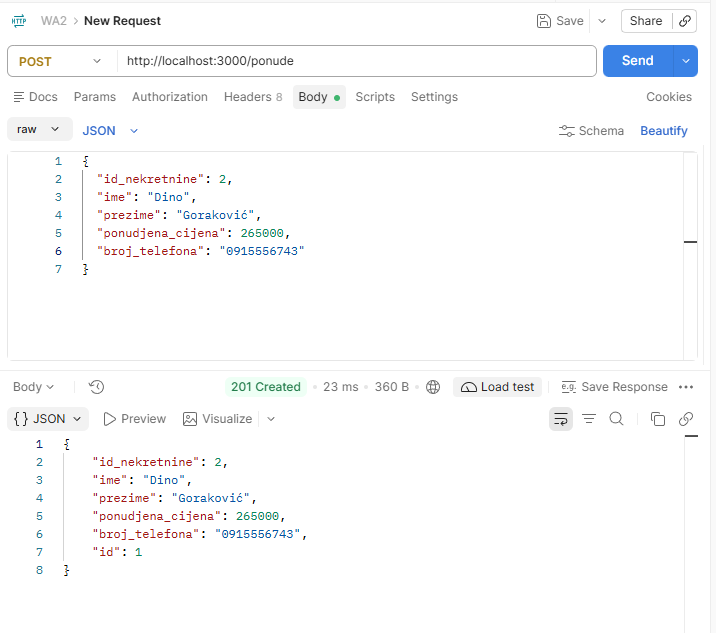 HTTP WA2 > New Request Save Share
POST http://localhost:3000/ponude Send
Docs Params Authorization Headers 8 Body Scripts Settings Cookies
raw JSON Schema Beautify
1 {
2 "id_nekretnine": 2,
3 "ime": "Dino",
4 "prezime": "Goraković",
5 "ponudjena_cijena": 265000,
6 "broj_telefona": "0915556743"
7 }
Body 201 Created • 23 ms • 360 B • Load test e.g. Save Response
{} JSON Preview Visualize
1 {
2 "id_nekretnine": 2,
3 "ime": "Dino",
4 "prezime": "Goraković",
5 "ponudjena_cijena": 265000,
6 "broj_telefona": "0915556743",
7 "id": 1
8 }